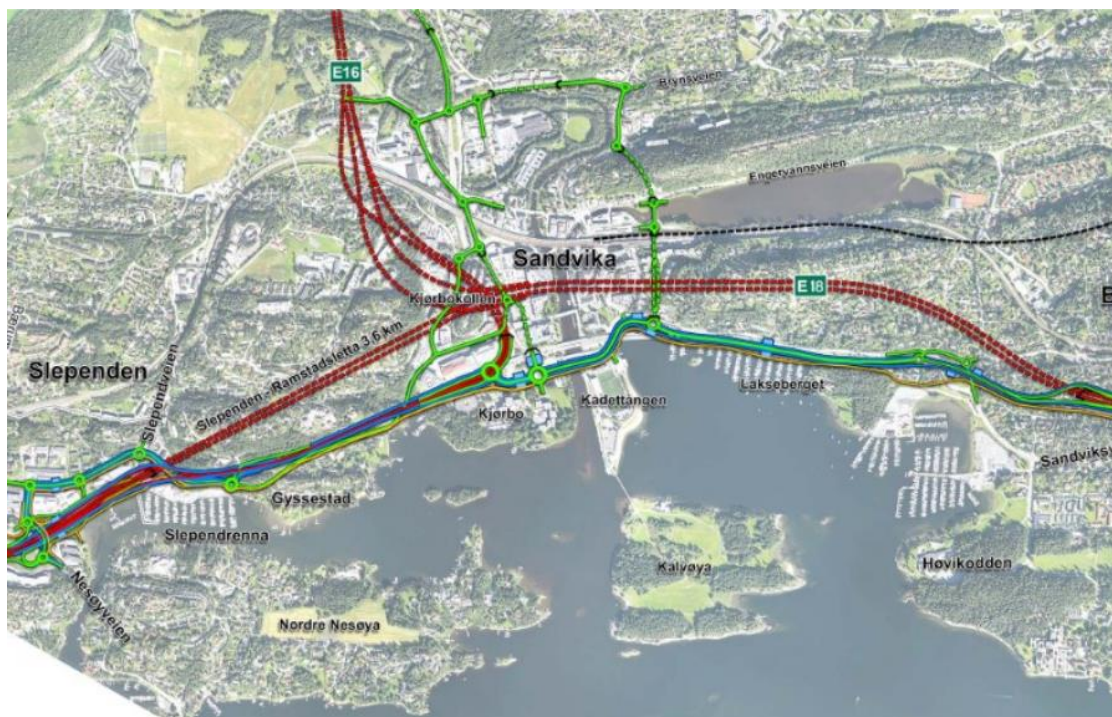 E16
Brynsveien
Engervannsveien
Sandvika
E18
Kjørbokollen
Slependen - Ramstadsletta 3,6 km
Slependen
Slependveien
Lakseberget
Kadettangen
Kjørbo
Sandviksv
Gyssestad
Slependrenna
Kalvøya
Høvikodden
Nesøyveien
Nordre Nesøya